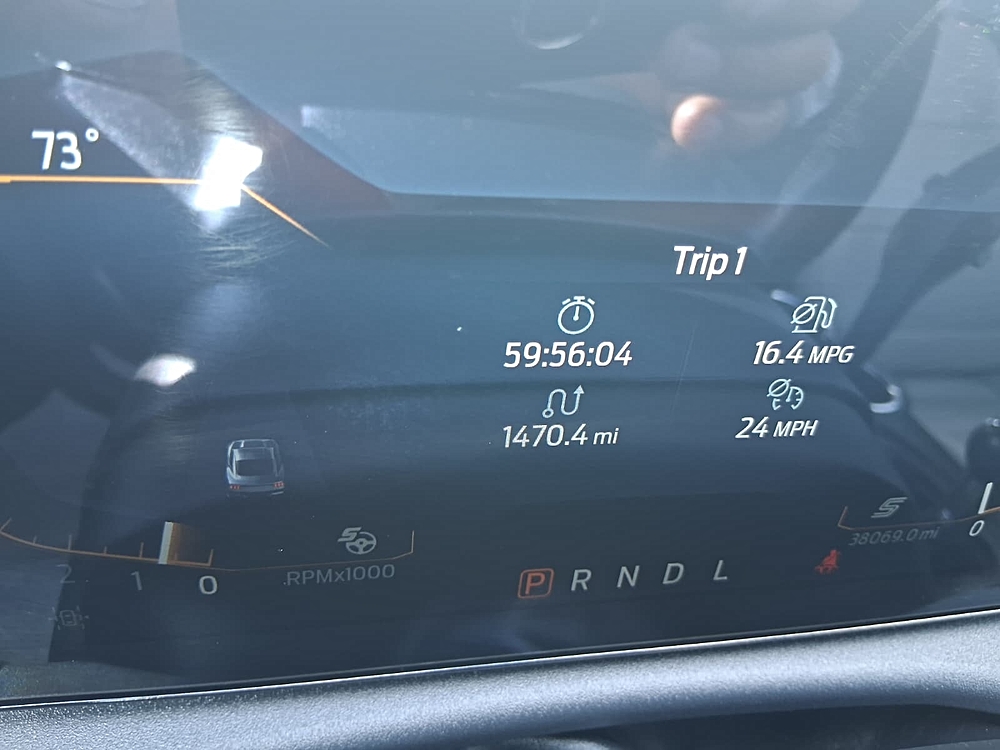 73°
Trip 1
59:56:04
16.4 MPG
1470.4 mi
24 MPH
S
S
38069.0 mi
0
2 1 0
RPMx1000
P R N D L